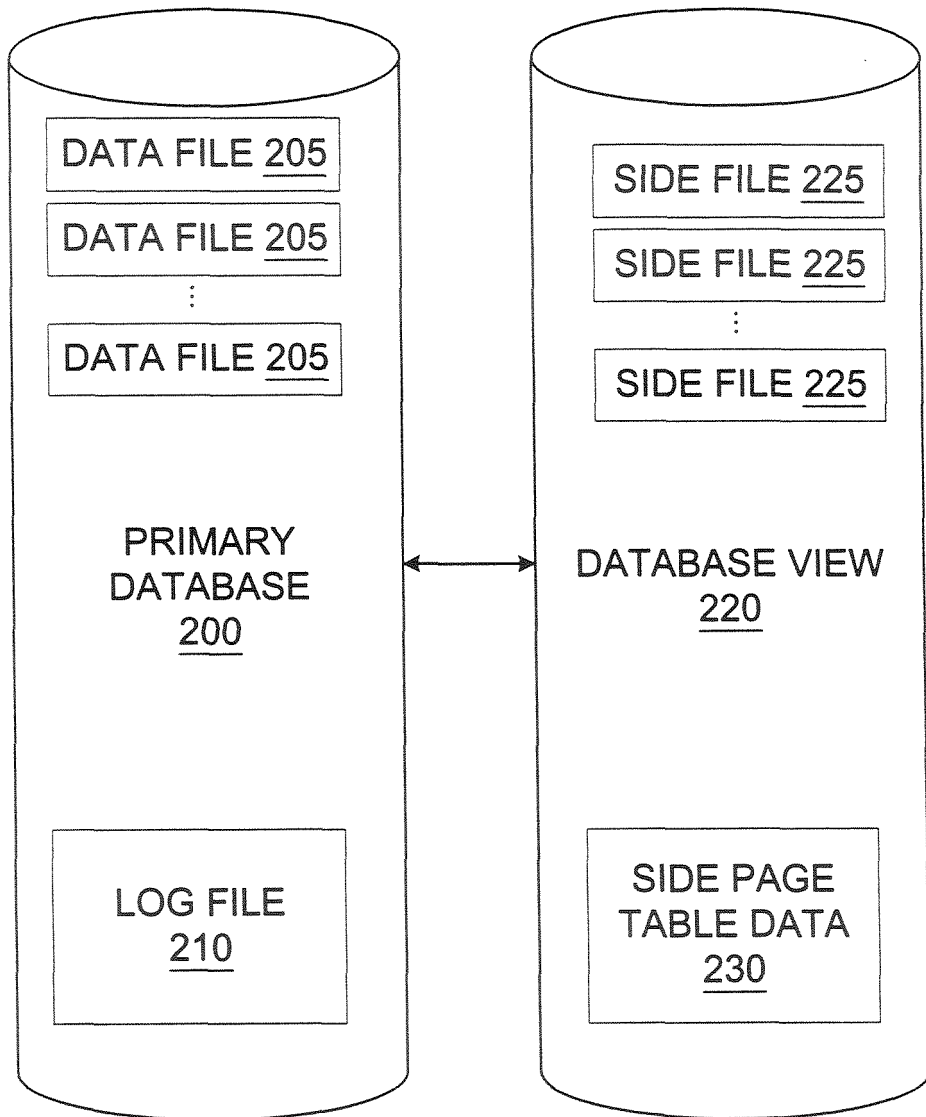 DATA FILE 205
DATA FILE 205
⋮
DATA FILE 205
PRIMARY
DATABASE
200
LOG FILE
210
SIDE FILE 225
SIDE FILE 225
⋮
SIDE FILE 225
DATABASE VIEW
220
SIDE PAGE
TABLE DATA
230